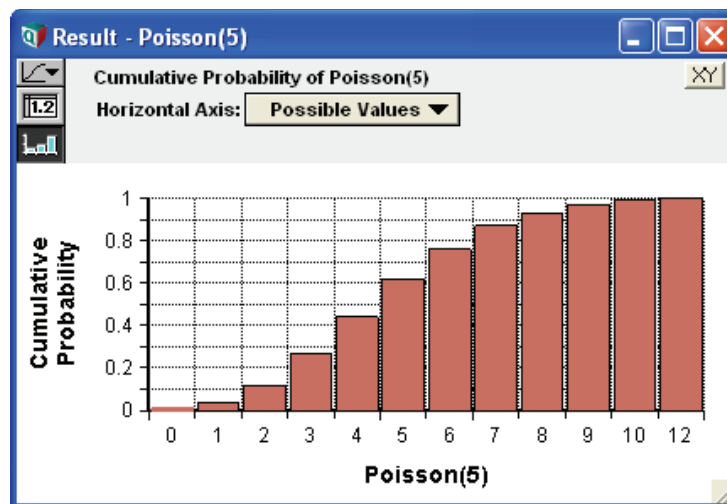 Result - Poisson(5)
Cumulative Probability of Poisson(5)
XY
1.2
Horizontal Axis: Possible Values
1
0.8
0.6
0.4
0.2
0
Cumulative
Probability
0 1 2 3 4 5 6 7 8 9 10 12
Poisson(5)